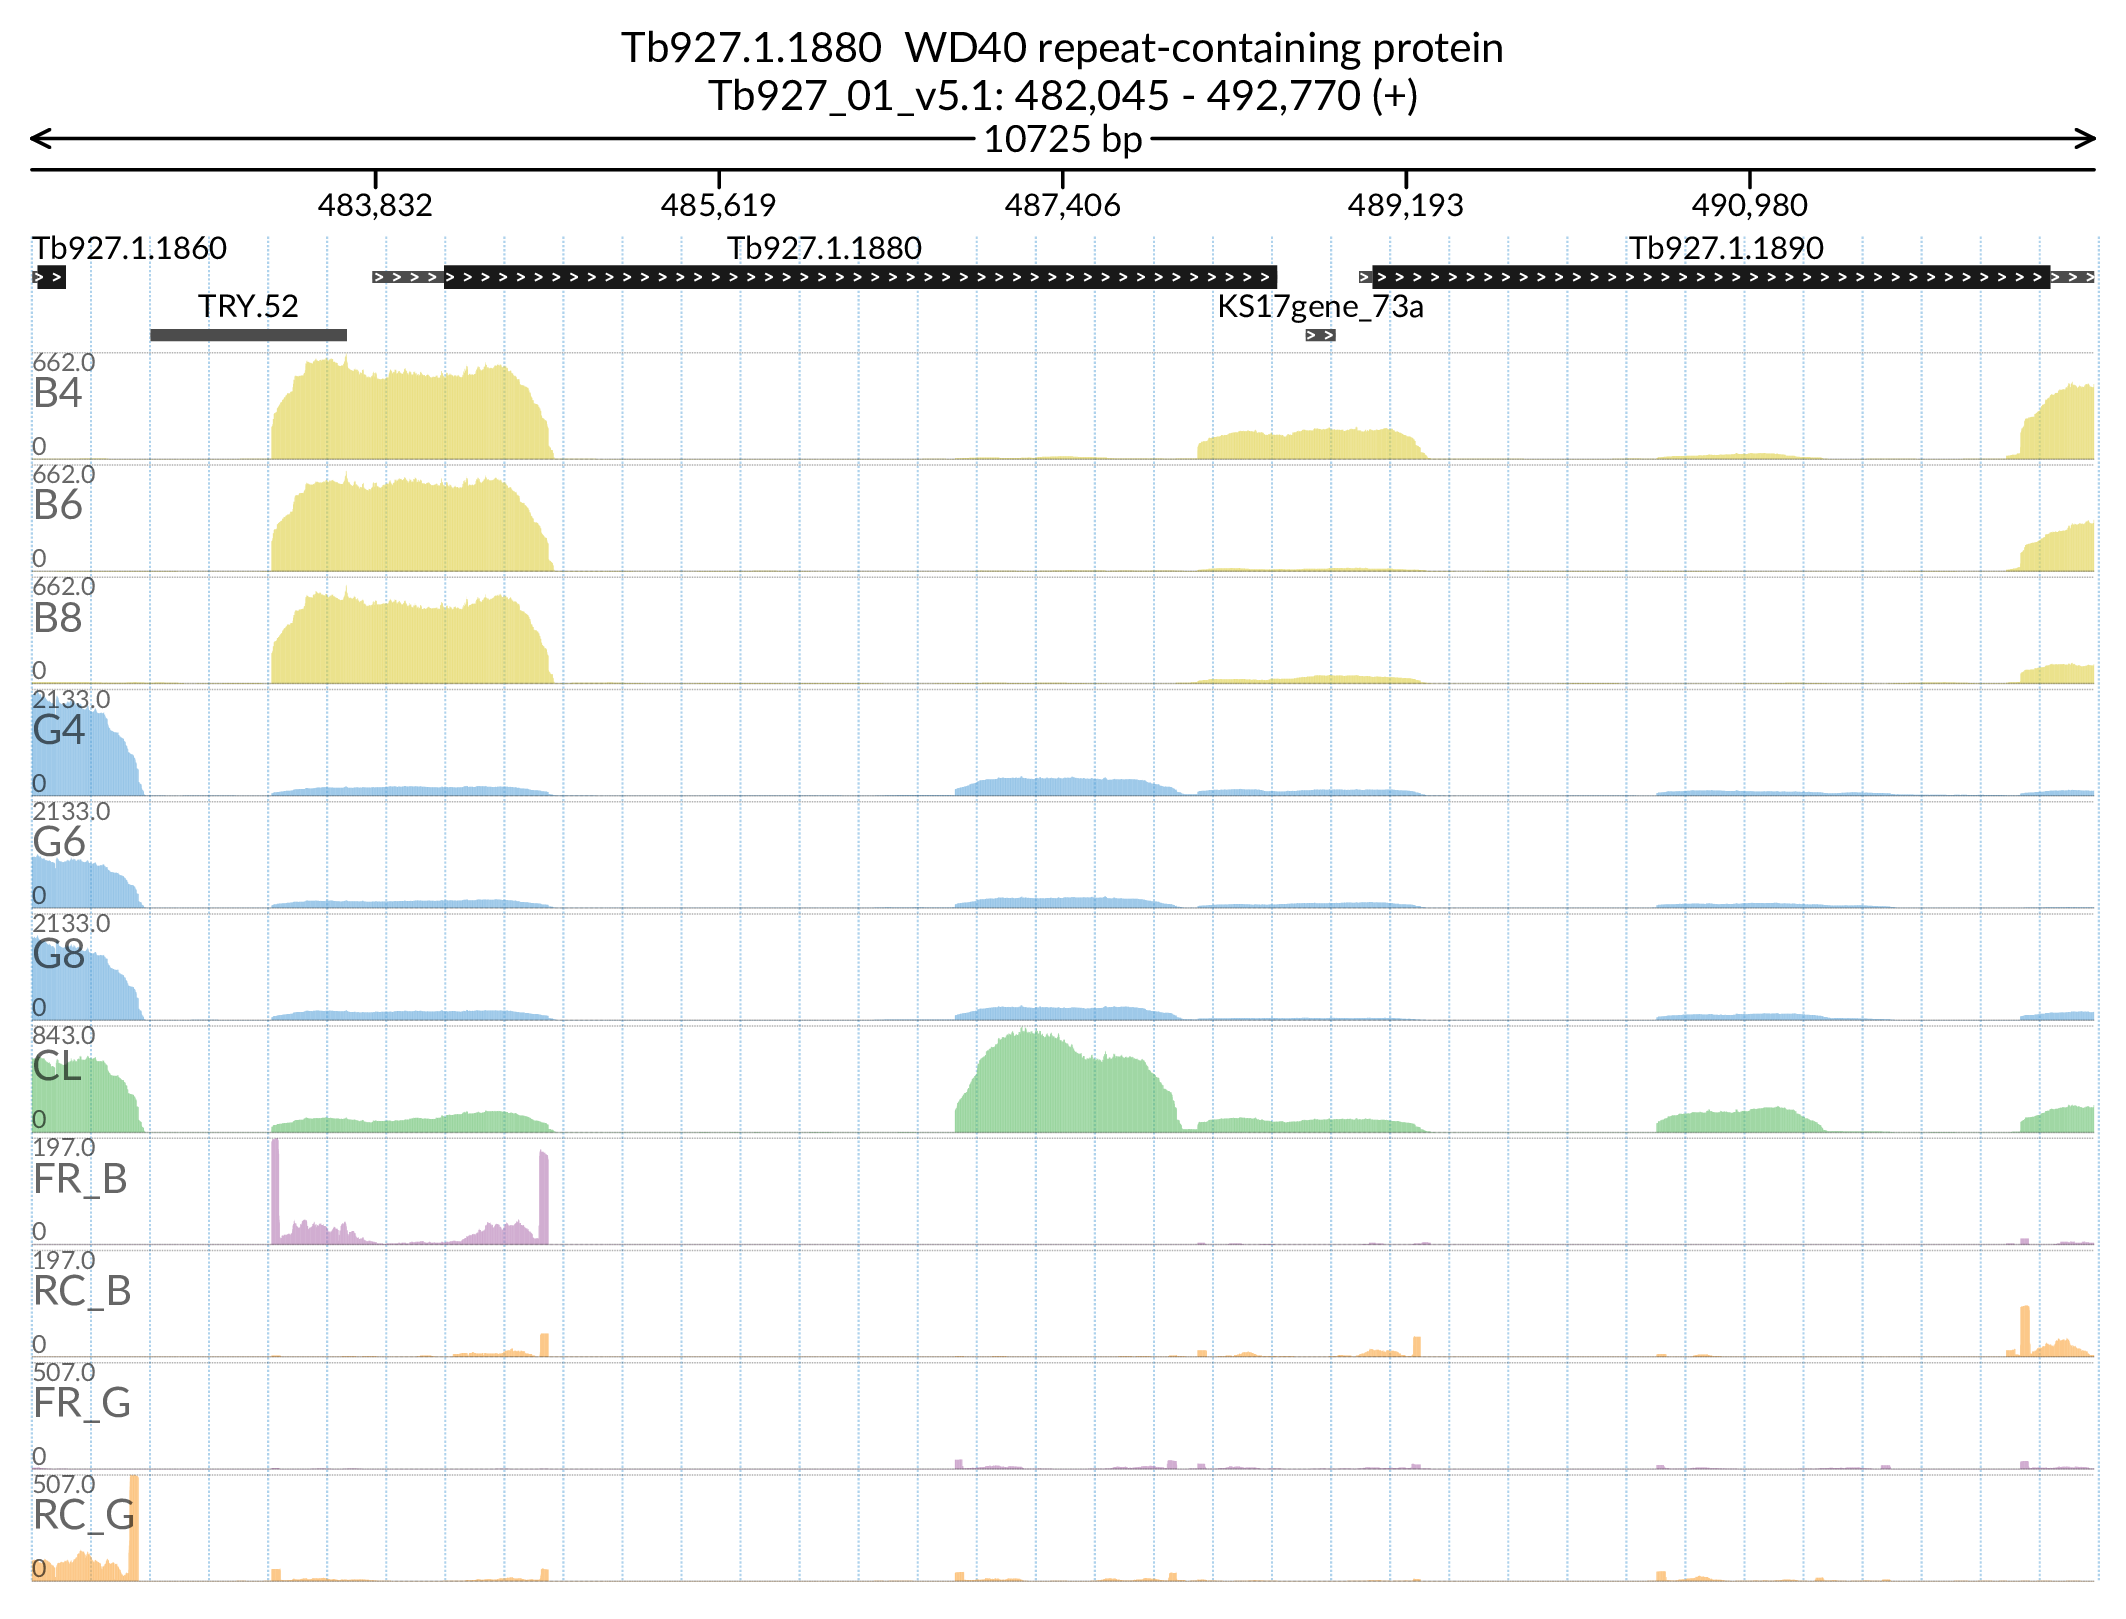 Tb927.1.1880  WD40 repeat-containing protein
Tb927_01_v5.1: 482,045 - 492,770 (+)
10725 bp
483,832 485,619 487,406 489,193 490,980
Tb927.1.1860 Tb927.1.1880 Tb927.1.1890
TRY.52 KS17gene_73a
662.0
B4
0
662.0
B6
0
662.0
B8
0
2133.0
G4
0
2133.0
G6
0
2133.0
G8
0
843.0
CL
0
197.0
FR_B
0
197.0
RC_B
0
507.0
FR_G
0
507.0
RC_G
0